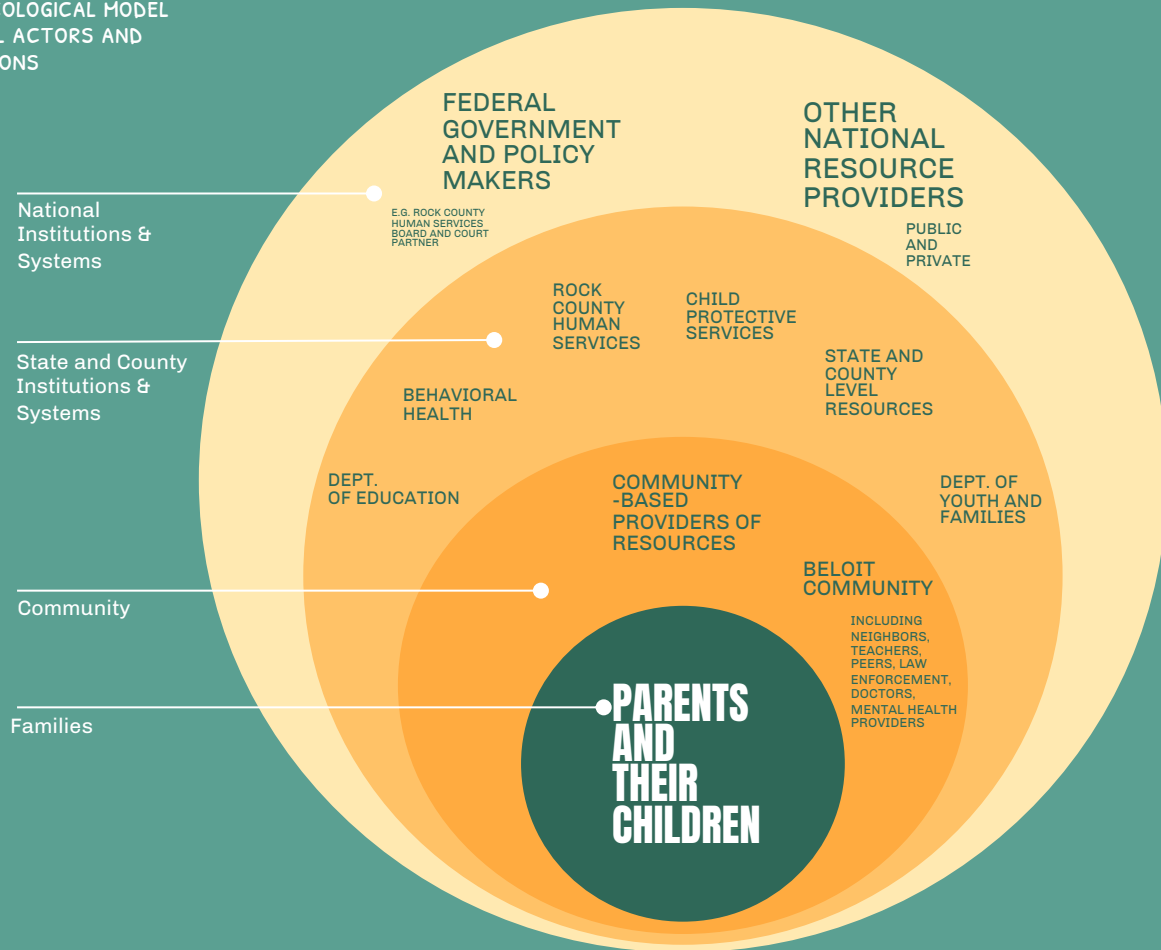 OLOGICAL MODEL
ACTORS AND
ONS
FEDERAL
GOVERNMENT
AND POLICY
MAKERS
E.G. ROCK COUNTY
HUMAN SERVICES
BOARD AND COURT
PARTNER
OTHER
NATIONAL
RESOURCE
PROVIDERS
PUBLIC
AND
PRIVATE
National
Institutions &
Systems
ROCK
COUNTY
HUMAN
SERVICES
CHILD
PROTECTIVE
SERVICES
STATE AND
COUNTY
LEVEL
RESOURCES
State and County
Institutions &
Systems
BEHAVIORAL
HEALTH
DEPT.
OF EDUCATION
DEPT. OF
YOUTH AND
FAMILIES
COMMUNITY
-BASED
PROVIDERS OF
RESOURCES
BELOIT
COMMUNITY
INCLUDING
NEIGHBORS,
TEACHERS,
PEERS, LAW
ENFORCEMENT,
DOCTORS,
MENTAL HEALTH
PROVIDERS
Community
Families
PARENTS
AND
THEIR
CHILDREN